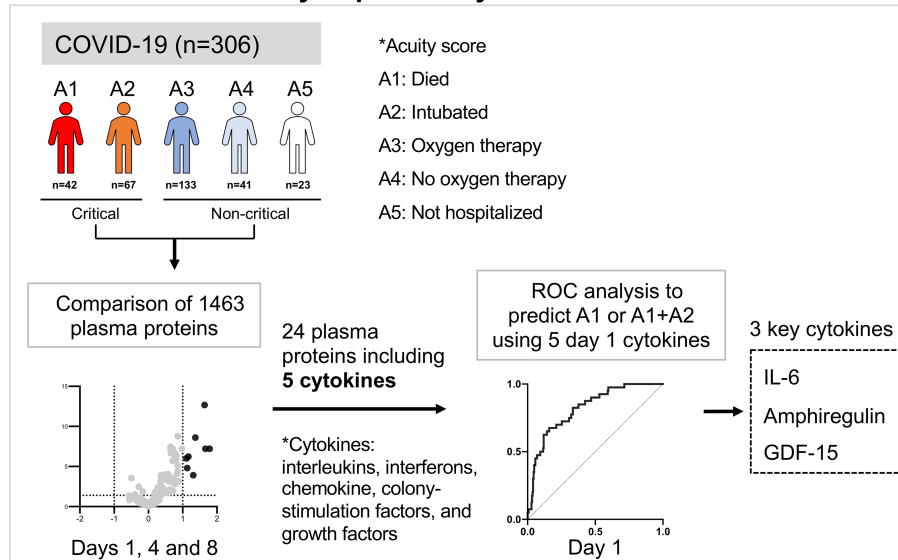 COVID-19 (n=306)
A1 A2 A3 A4 A5
n=42 n=67 n=133 n=41 n=23
Critical Non-critical
*Acuity score
A1: Died
A2: Intubated
A3: Oxygen therapy
A4: No oxygen therapy
A5: Not hospitalized
Comparison of 1463
plasma proteins
15
10
5
0
-2 -1 0 1 2
Days 1, 4 and 8
24 plasma
proteins including
5 cytokines
*Cytokines:
interleukins, interferons,
chemokine, colony-
stimulation factors, and
growth factors
ROC analysis to
predict A1 or A1+A2
using 5 day 1 cytokines
1.0
0.5
0.0
0.0 0.5 1.0
Day 1
3 key cytokines
IL-6
Amphiregulin
GDF-15